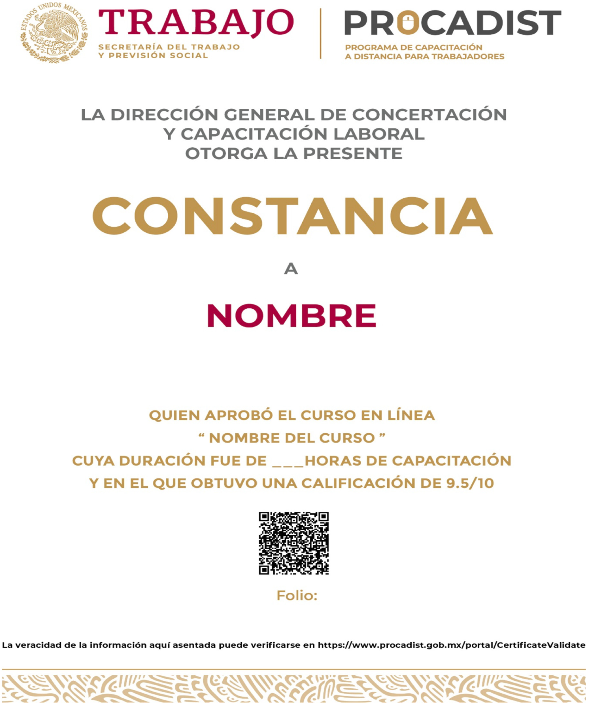 ESTADOS UNIDOS MEXICANOS
TRABAJO
SECRETARÍA DEL TRABAJO
Y PREVISIÓN SOCIAL
PROCADIST
PROGRAMA DE CAPACITACIÓN
A DISTANCIA PARA TRABAJADORES
LA DIRECCIÓN GENERAL DE CONCERTACIÓN
Y CAPACITACIÓN LABORAL
OTORGA LA PRESENTE
CONSTANCIA
A
NOMBRE
QUIEN APROBÓ EL CURSO EN LÍNEA
“ NOMBRE DEL CURSO ”
CUYA DURACIÓN FUE DE ___HORAS DE CAPACITACIÓN
Y EN EL QUE OBTUVO UNA CALIFICACIÓN DE 9.5/10
Folio:
La veracidad de la información aquí asentada puede verificarse en https://www.procadist.gob.mx/portal/CertificateValidate